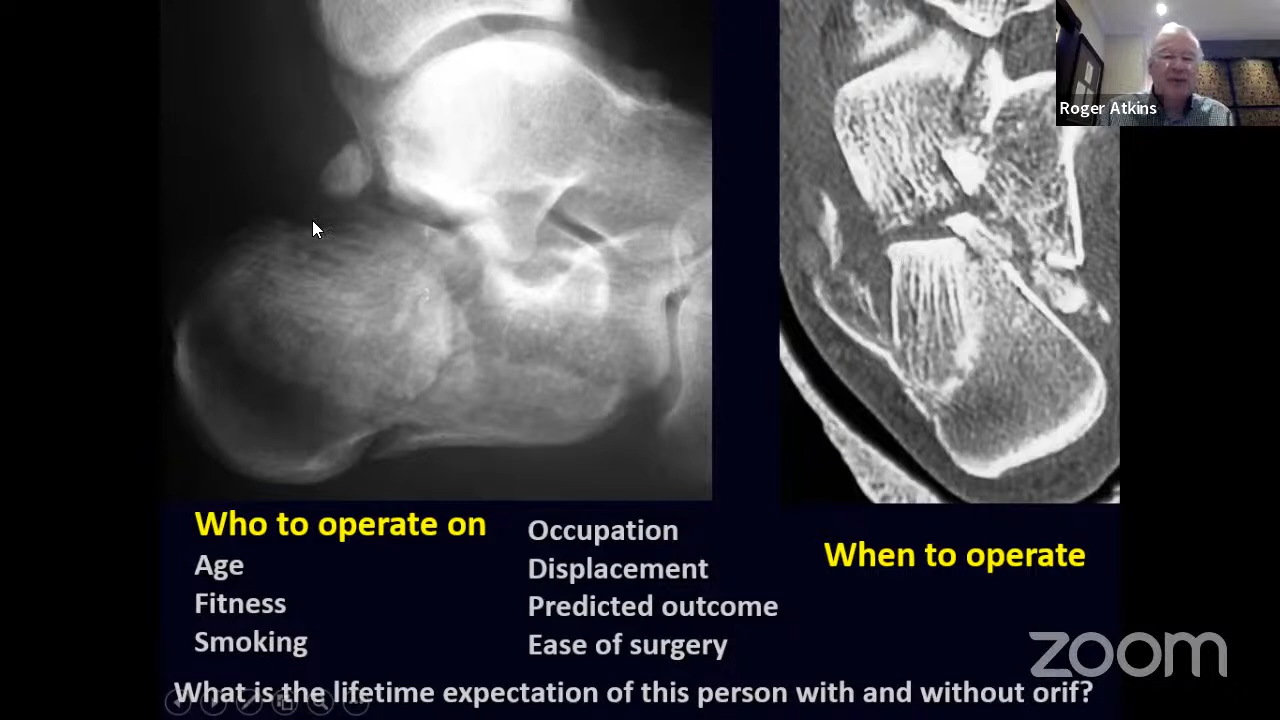 Roger Atkins
Who to operate on
Age
Fitness
Smoking
Occupation
Displacement
Predicted outcome
Ease of surgery
When to operate
zoom
What is the lifetime expectation of this person with and without orif?